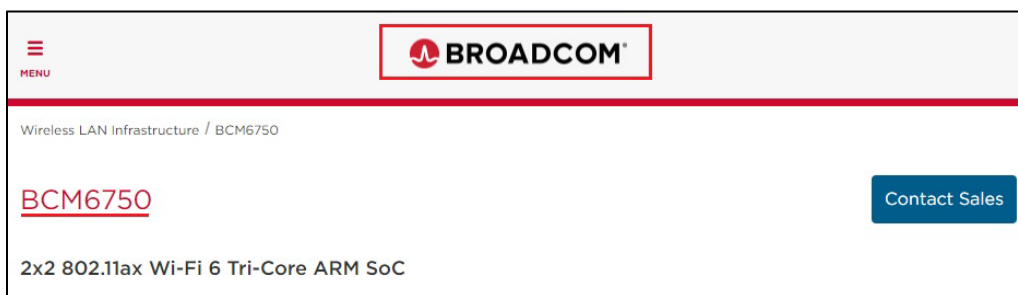 MENU
BROADCOM®
Wireless LAN Infrastructure / BCM6750
BCM6750
Contact Sales
2x2 802.11ax Wi-Fi 6 Tri-Core ARM SoC